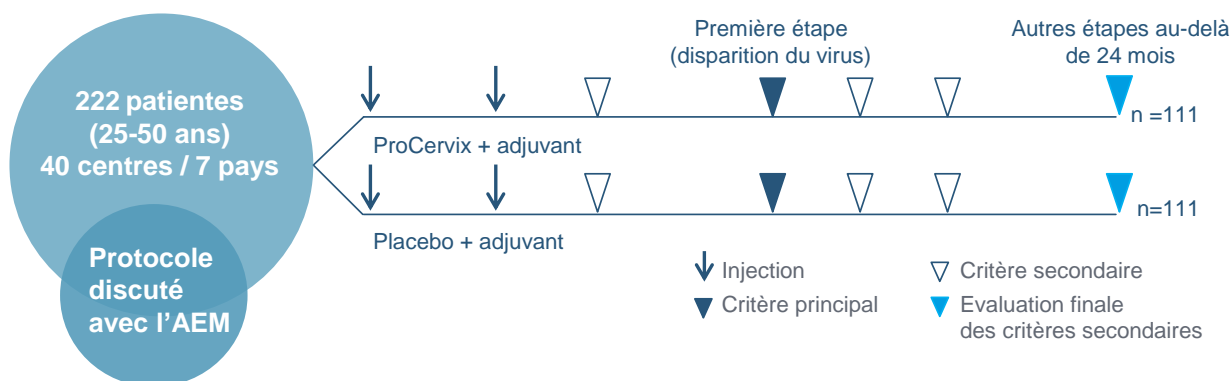 222 patientes
(25-50 ans)
40 centres / 7 pays
Protocole
discuté
avec l'AEM
Première étape
(disparition du virus)
Autres étapes au-delà
de 24 mois
n =111
ProCervix + adjuvant
n=111
Placebo + adjuvant
Injection
Critère secondaire
Critère principal
Evaluation finale
des critères secondaires